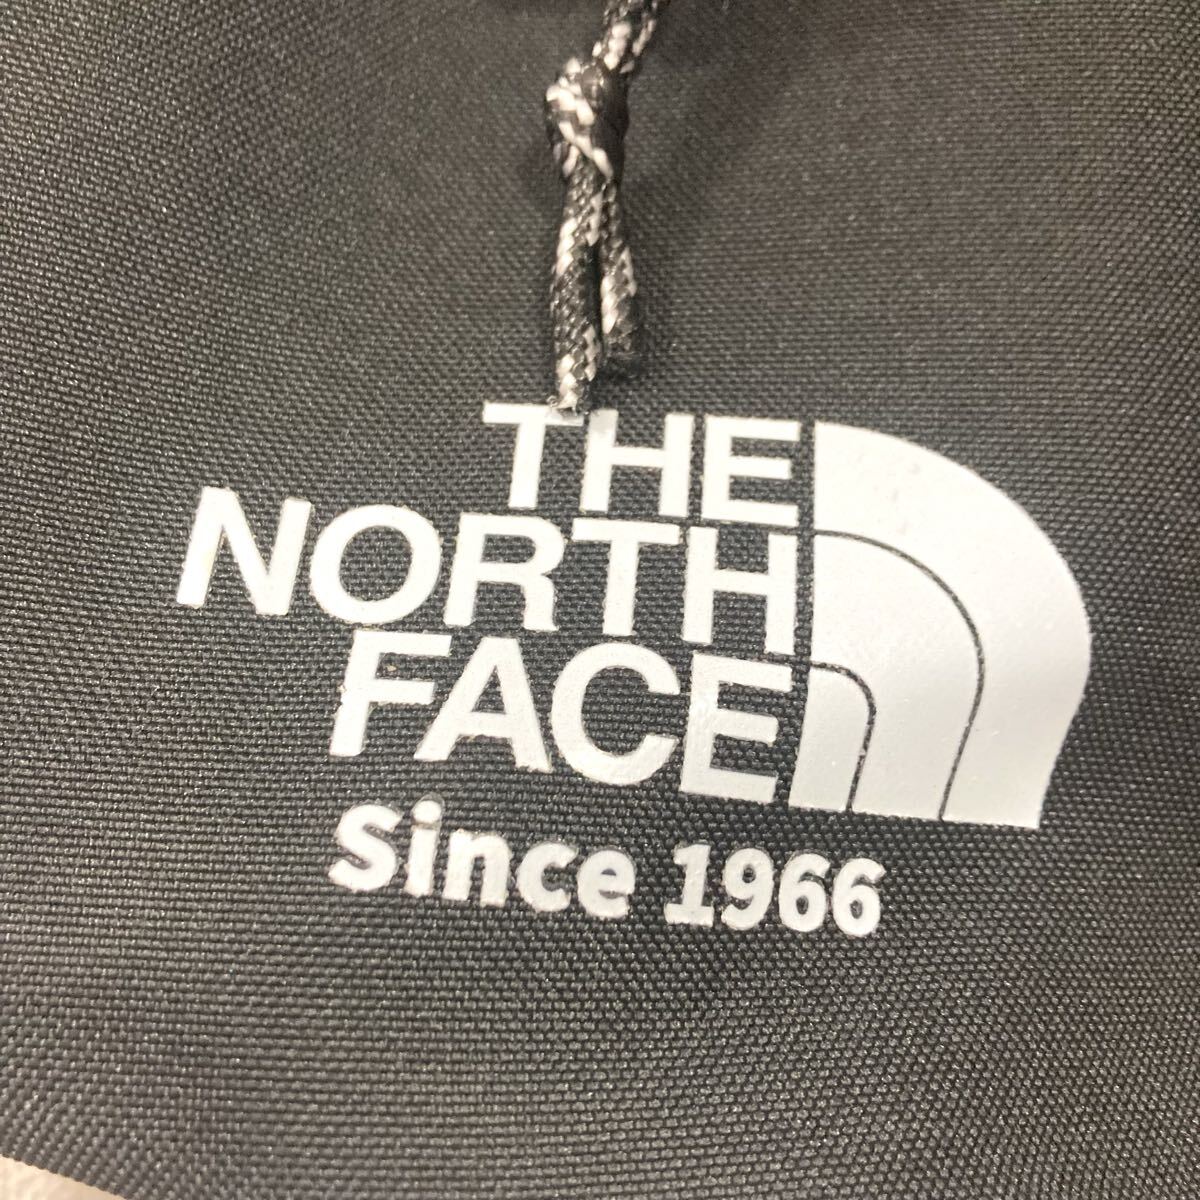 THE
NORTH
FACE
Since 1966